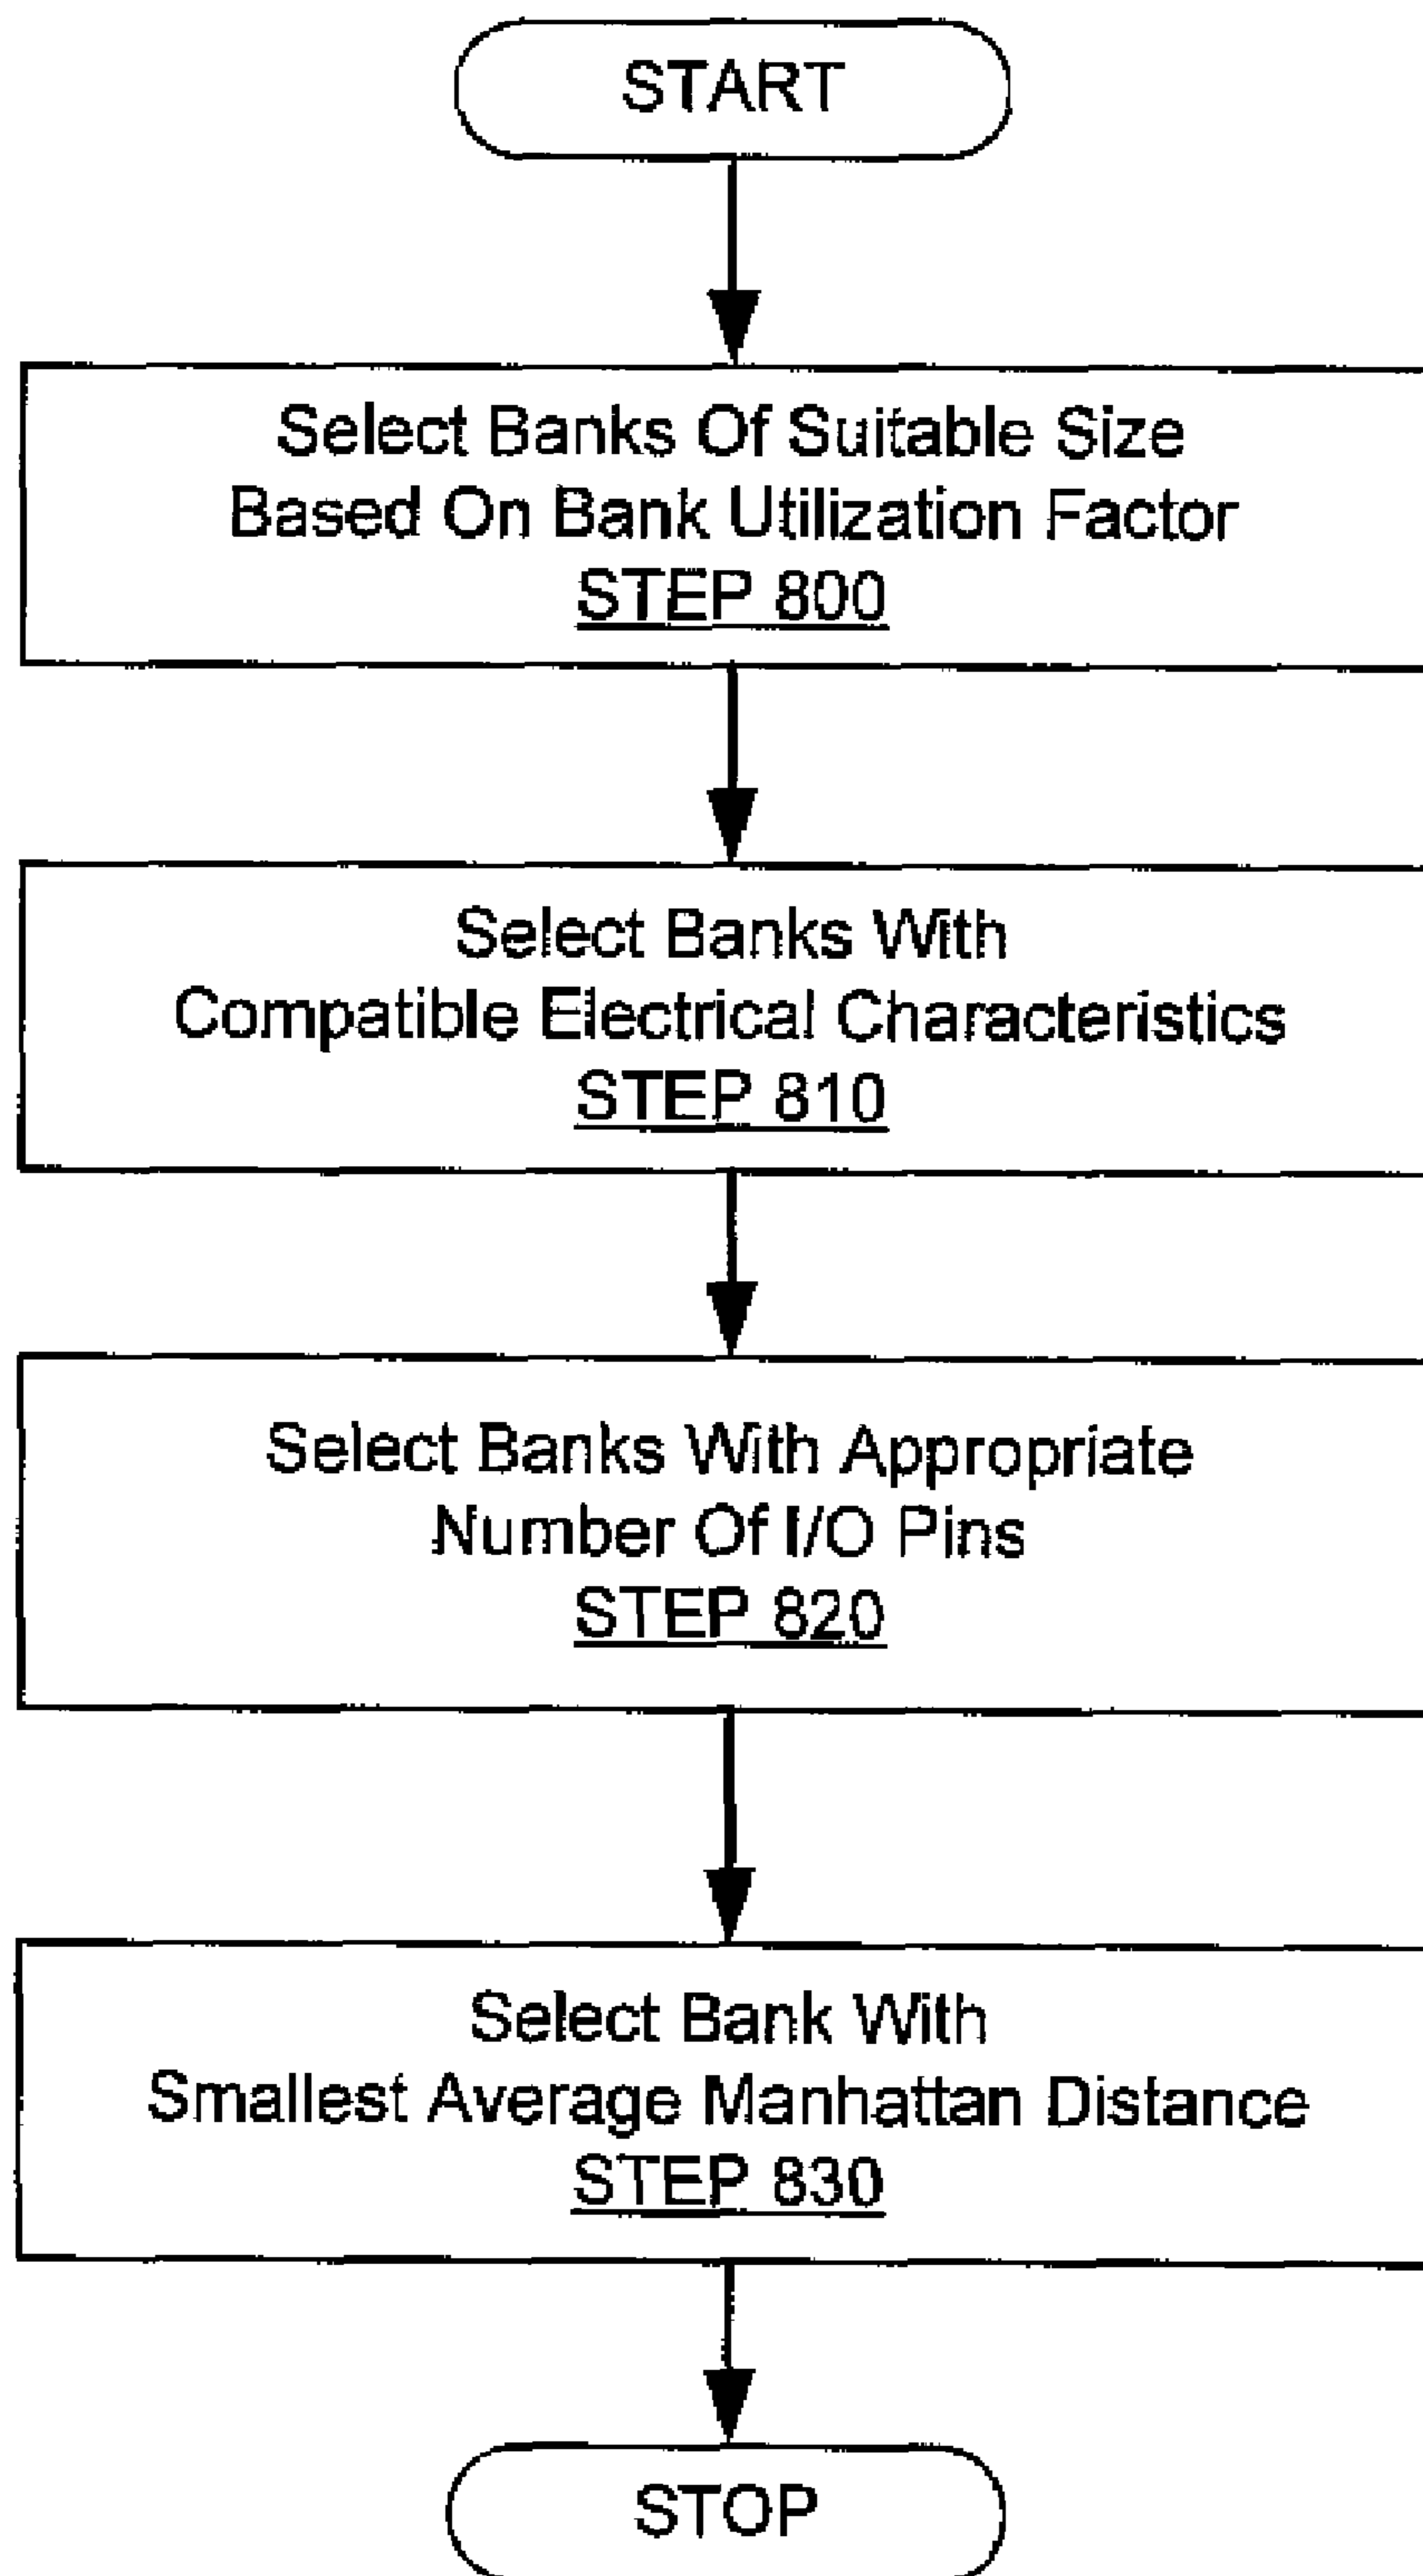 START
Select Banks Of Suitable Size
Based On Bank Utilization Factor
STEP 800
Select Banks With
Compatible Electrical Characteristics
STEP 810
Select Banks With Appropriate
Number Of I/O Pins
STEP 820
Select Bank With
Smallest Average Manhattan Distance
STEP 830
STOP